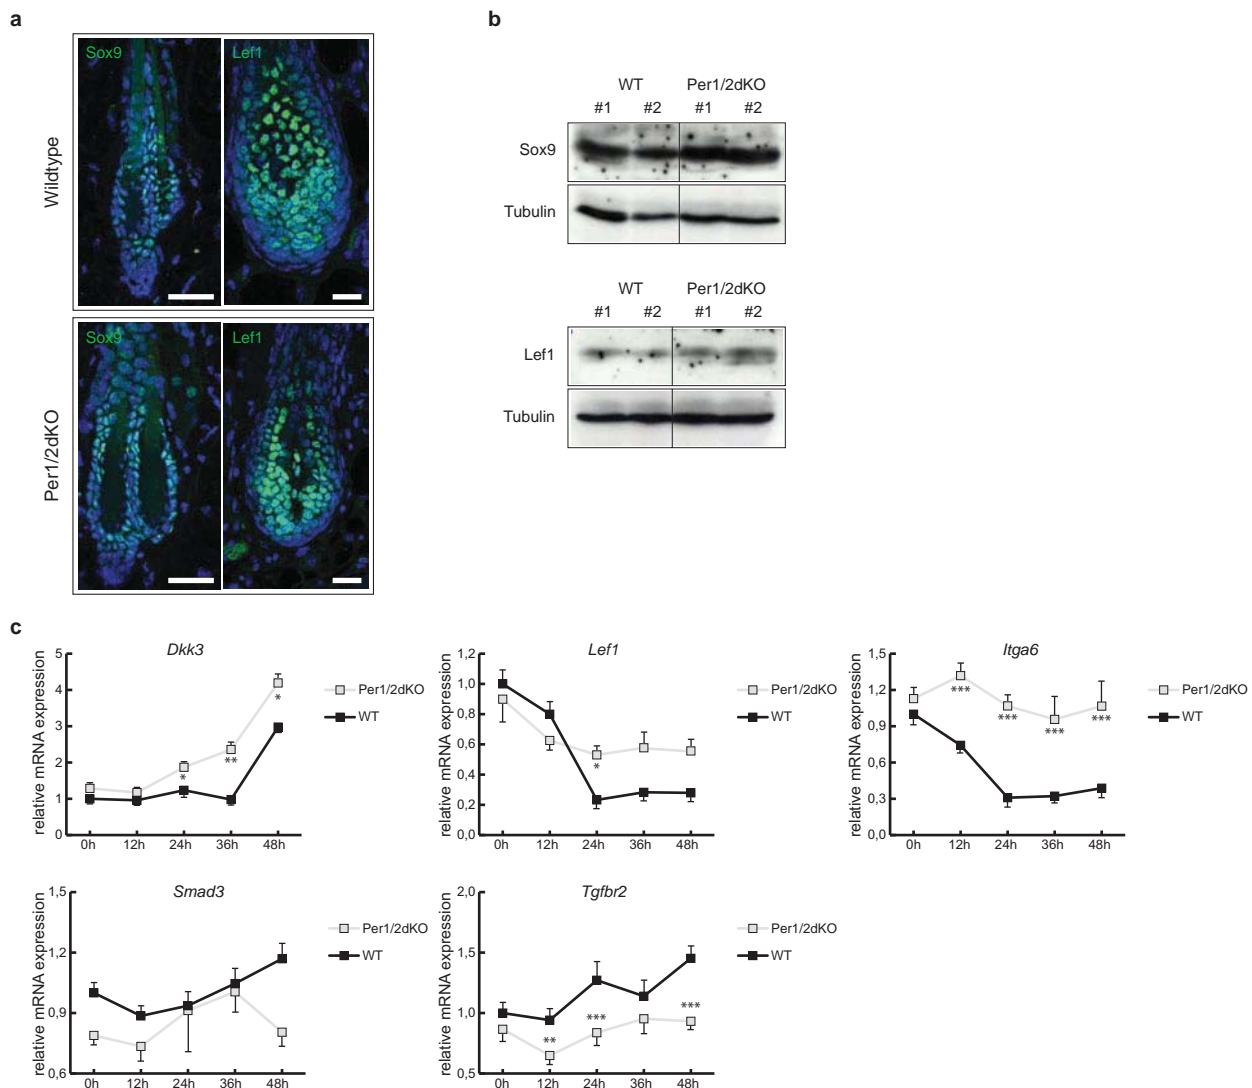 a
Sox9
Lef1
Wildtype
Sox9
Lef1
Per1/2dKO
b
WT Per1/2dKO
#1 #2 #1 #2
Sox9
Tubulin
WT Per1/2dKO
#1 #2 #1 #2
Lef1
Tubulin
c
Dkk3
relative mRNA expression
5
4
3
2
1
0
* ** * *
0h 12h 24h 36h 48h
Per1/2dKO
WT
Lef1
relative mRNA expression
1,2
1,0
0,8
0,6
0,4
0,2
0,0
*
0h 12h 24h 36h 48h
Per1/2dKO
WT
Itga6
relative mRNA expression
1,5
1,2
0,9
0,6
0,3
0,0
*** *** *** ***
0h 12h 24h 36h 48h
Per1/2dKO
WT
Smad3
relative mRNA expression
1,5
1,2
0,9
0,6
0h 12h 24h 36h 48h
Per1/2dKO
WT
Tgfbr2
relative mRNA expression
2,0
1,5
1,0
0,5
** *** ***
0h 12h 24h 36h 48h
Per1/2dKO
WT